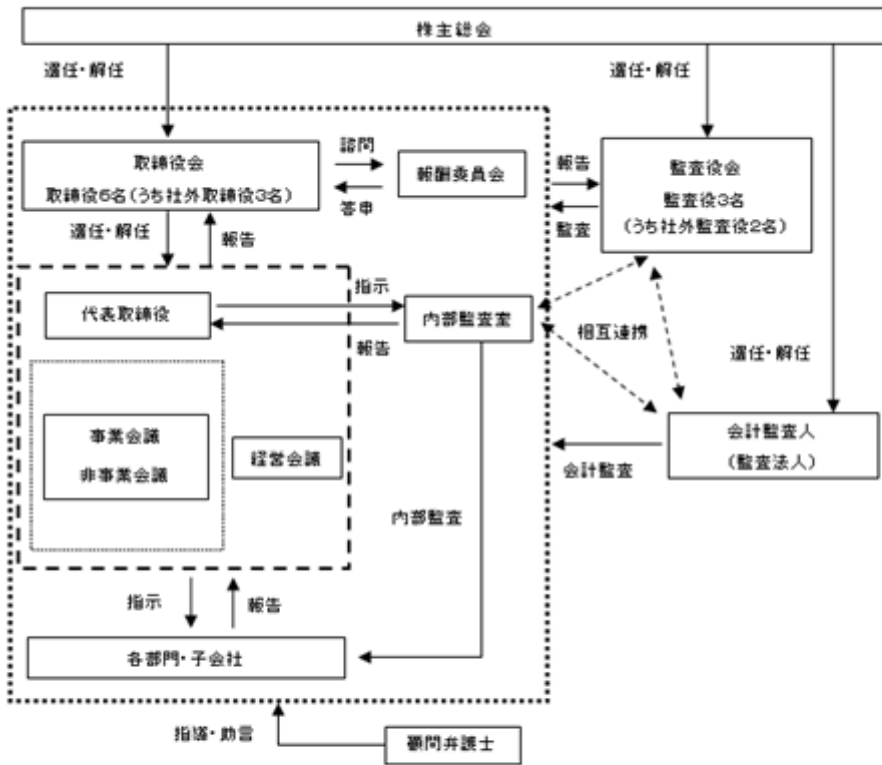 株主総会
選任・解任
選任・解任
取締役会
取締役6名(うち社外取締役3名)
諮問
答申
報酬委員会
報告
監査
監査役会
監査役3名
(うち社外監査役2名)
選任・解任
報告
代表取締役
指示
報告
内部監査室
相互連携
選任・解任
事業会議
非事業会議
経営会議
会計監査人
(監査法人)
会計監査
内部監査
指示
報告
各部門・子会社
指導・助言
顧問弁護士